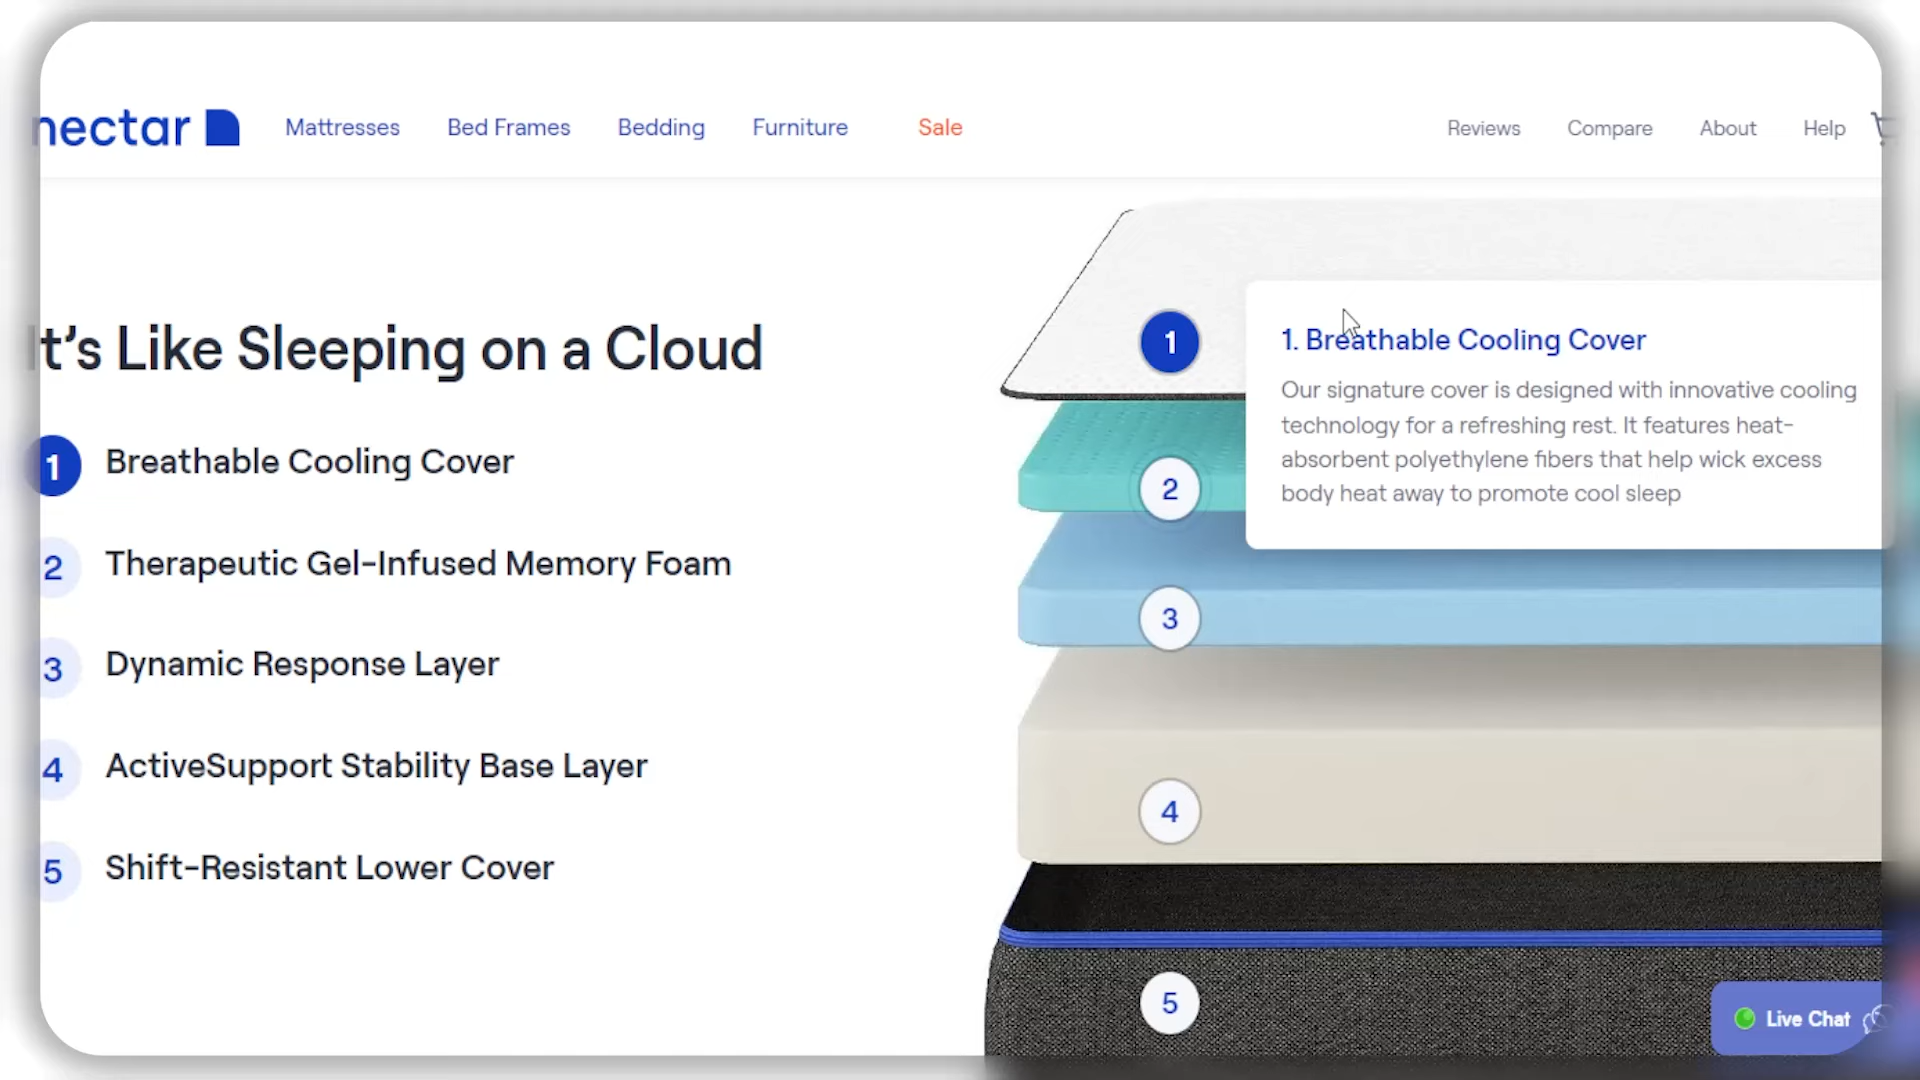 nectar
Mattresses
Bed Frames
Bedding
Furniture
Sale
Reviews
Compare
About
Help
It's Like Sleeping on a Cloud
1 Breathable Cooling Cover
2 Therapeutic Gel-Infused Memory Foam
3 Dynamic Response Layer
4 ActiveSupport Stability Base Layer
5 Shift-Resistant Lower Cover
1
2
3
4
5
1. Breathable Cooling Cover
Our signature cover is designed with innovative cooling
technology for a refreshing rest. It features heat-
absorbent polyethylene fibers that help wick excess
body heat away to promote cool sleep
Live Chat